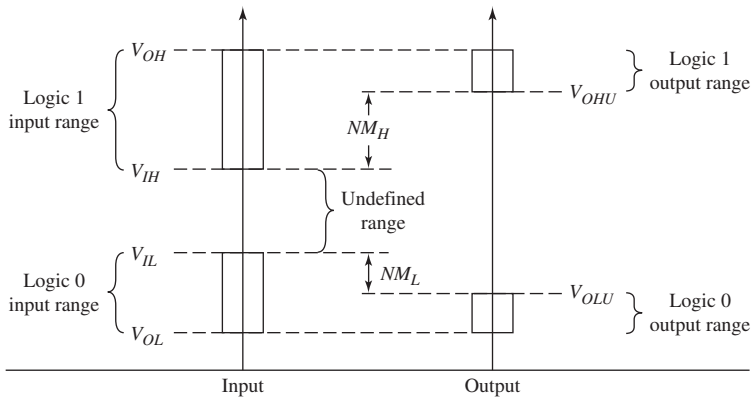 V_OH
Logic 1
output range
Logic 1
input range
V_OHU
NM_H
V_IH
Undefined
range
V_IL
Logic 0
input range
NM_L
V_OLU
Logic 0
output range
V_OL
Input
Output